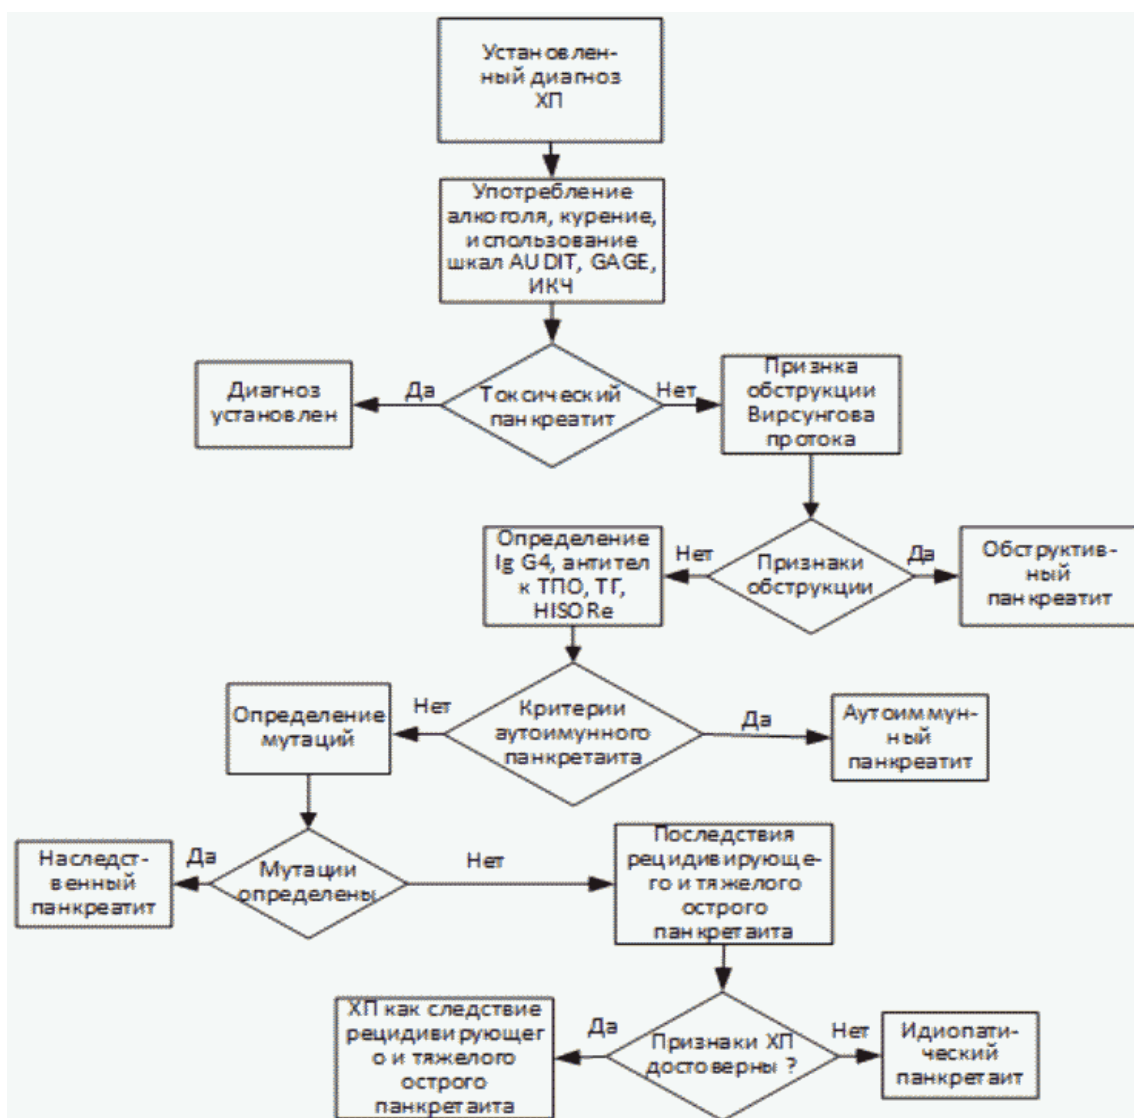 Установлен-
ный диагноз
ХП
Употребление
алкоголя, курение,
использование
шкал AUDIT, GAGE,
ИКЧ
Диагноз
установлен
Да
Токсический
панкреатит
Нет
Признка
обструкции
Вирсунгова
протока
Определение
Ig G4, антител
к ТПО, ТГ,
HISORe
Нет
Признаки
обструкции
Да
Обструктив-
ный
панкреатит
Определение
мутаций
Нет
Критерии
аутоимунного
панкретаита
Да
Аутоиммун-
ный
панкреатит
Наследст-
венный
панкреатит
Да
Мутации
определены
Нет
Последствия
рецидивирующе-
го и тяжелого
острого
панкретаита
ХП как следствие
рецидивирующег
о и тяжелого
острого
панкретаита
Да
Признаки ХП
достоверны ?
Нет
Идиопати-
ческий
панкретаит